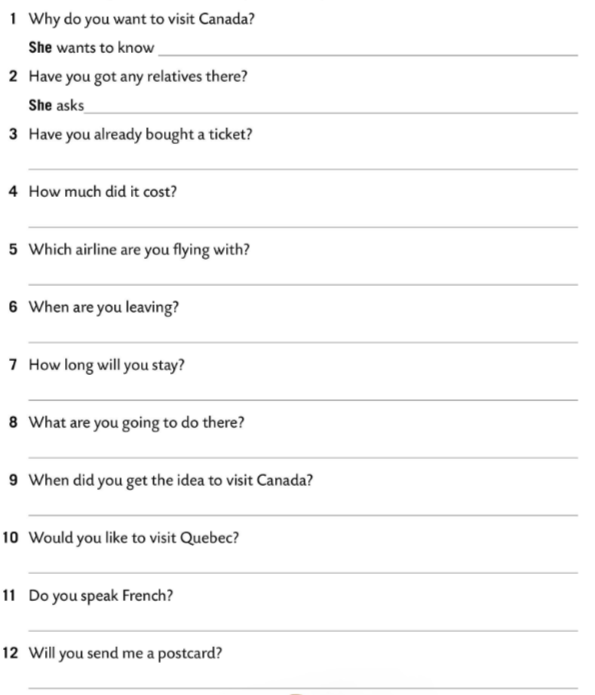 1 Why do you want to visit Canada?
She wants to know
2 Have you got any relatives there?
She asks
3 Have you already bought a ticket?
4 How much did it cost?
5 Which airline are you flying with?
6 When are you leaving?
7 How long will you stay?
8 What are you going to do there?
9 When did you get the idea to visit Canada?
10 Would you like to visit Quebec?
11 Do you speak French?
12 Will you send me a postcard?